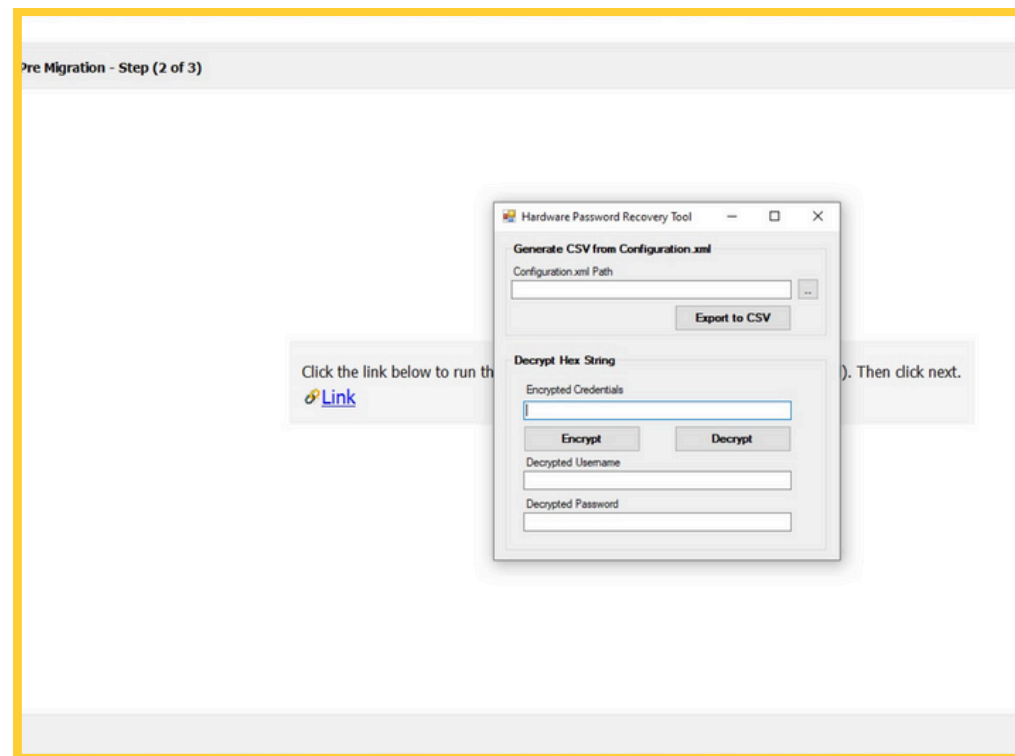 Pre Migration - Step (2 of 3)
Hardware Password Recovery Tool
Generate CSV from Configuration.xml
Configuration.xml Path
..
Export to CSV
Click the link below to run th
). Then click next.
Link
Decrypt Hex String
Encrypted Credentials
Encrypt Decrypt
Decrypted Username
Decrypted Password